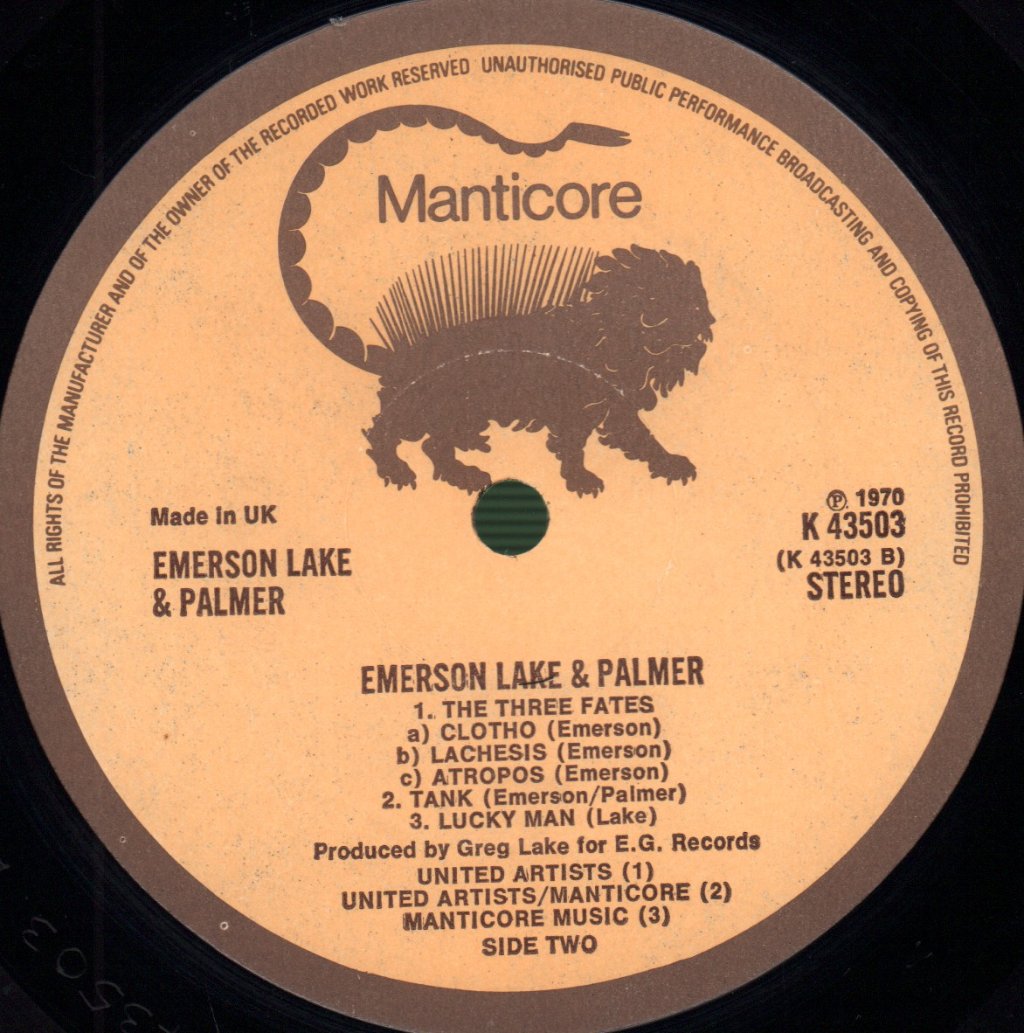 ALL RIGHTS OF THE MANUFACTURER AND OF THE OWNER OF THE RECORDED WORK RESERVED UNAUTHORISED PUBLIC PERFORMANCE BROADCASTING AND COPYING OF THIS RECORD PROHIBITED
Manticore
Made in UK
EMERSON LAKE
& PALMER
℗ 1970
K 43503
(K 43503 B)
STEREO
EMERSON LAKE & PALMER
1. THE THREE FATES
a) CLOTHO (Emerson)
b) LACHESIS (Emerson)
c) ATROPOS (Emerson)
2. TANK (Emerson/Palmer)
3. LUCKY MAN (Lake)
Produced by Greg Lake for E.G. Records
UNITED ARTISTS (1)
UNITED ARTISTS/MANTICORE (2)
MANTICORE MUSIC (3)
SIDE TWO